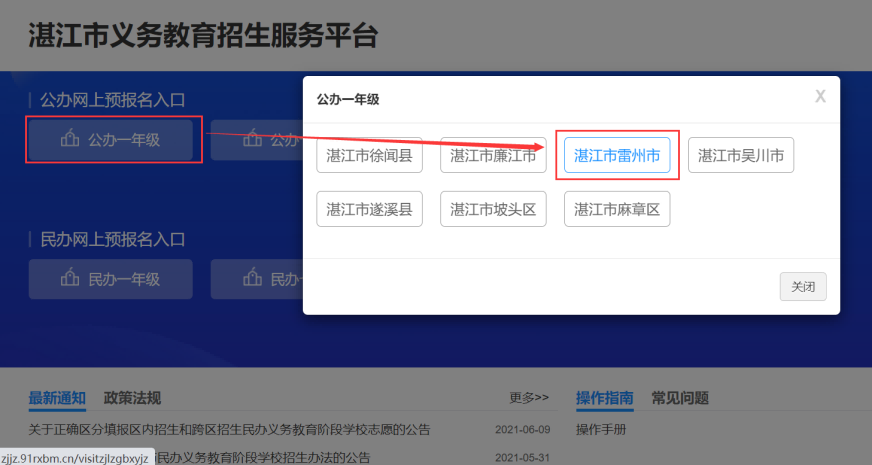 湛江市义务教育招生服务平台
公办网上预报名入口
公办一年级
公办
民办网上预报名入口
民办一年级
民办
公办一年级
X
湛江市徐闻县
湛江市廉江市
湛江市雷州市
湛江市吴川市
湛江市遂溪县
湛江市坡头区
湛江市麻章区
关闭
最新通知
政策法规
更多>>
操作指南
常见问题
关于正确区分填报区内招生和跨区招生民办义务教育阶段学校志愿的公告
2021-06-09
操作手册
民办义务教育阶段学校招生办法的公告
2021-05-31
zjjz.91rxbm.cn/visitzjlzgbxyjz